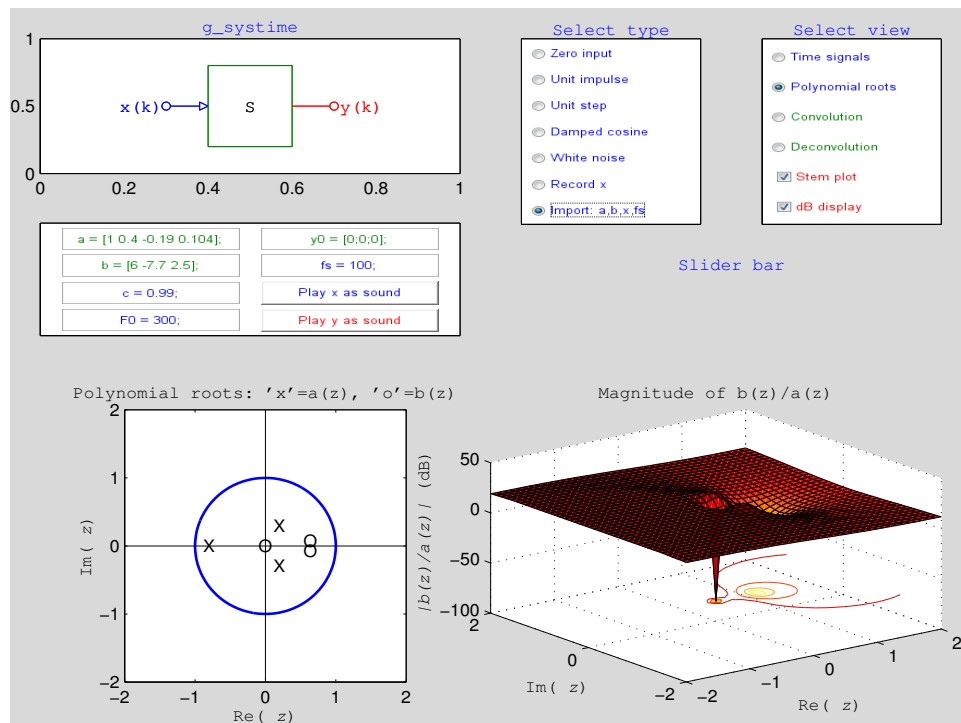 g_systime
1
0.5
0
0 0.2 0.4 0.6 0.8 1
x(k)
S
y(k)
Select type
Zero input
Unit impulse
Unit step
Damped cosine
White noise
Record x
Import: a,b,x,fs
Select view
Time signals
Polynomial roots
Convolution
Deconvolution
Stem plot
dB display
a = [1 0.4 -0.19 0.104];
y0 = [0;0;0];
b = [6 -7.7 2.5];
fs = 100;
c = 0.99;
Play x as sound
F0 = 300;
Play y as sound
Slider bar
Polynomial roots: 'x'=a(z), 'o'=b(z)
2
1
0
−1
−2
−2 −1 0 1 2
Im( z)
Re( z)
X
X
X
O
O
O
Magnitude of b(z)/a(z)
|b(z)/a(z)| (dB)
50
0
−50
−100
2
0
−2
Im( z)
−2
−1
0
1
2
Re( z)